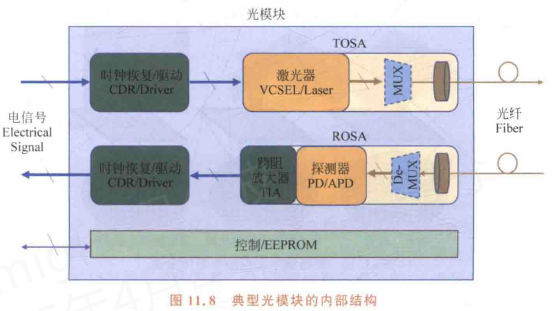 光模块
TOSA
时钟恢复/驱动
CDR/Driver
激光器
VCSEL/Laser
MUX
电信号
Electrical
Signal
光纤
Fiber
ROSA
时钟恢复/驱动
CDR/Driver
跨阻
放大器
TIA
探测器
PD/APD
De-
MUX
控制/EEPROM
图 11.8 典型光模块的内部结构